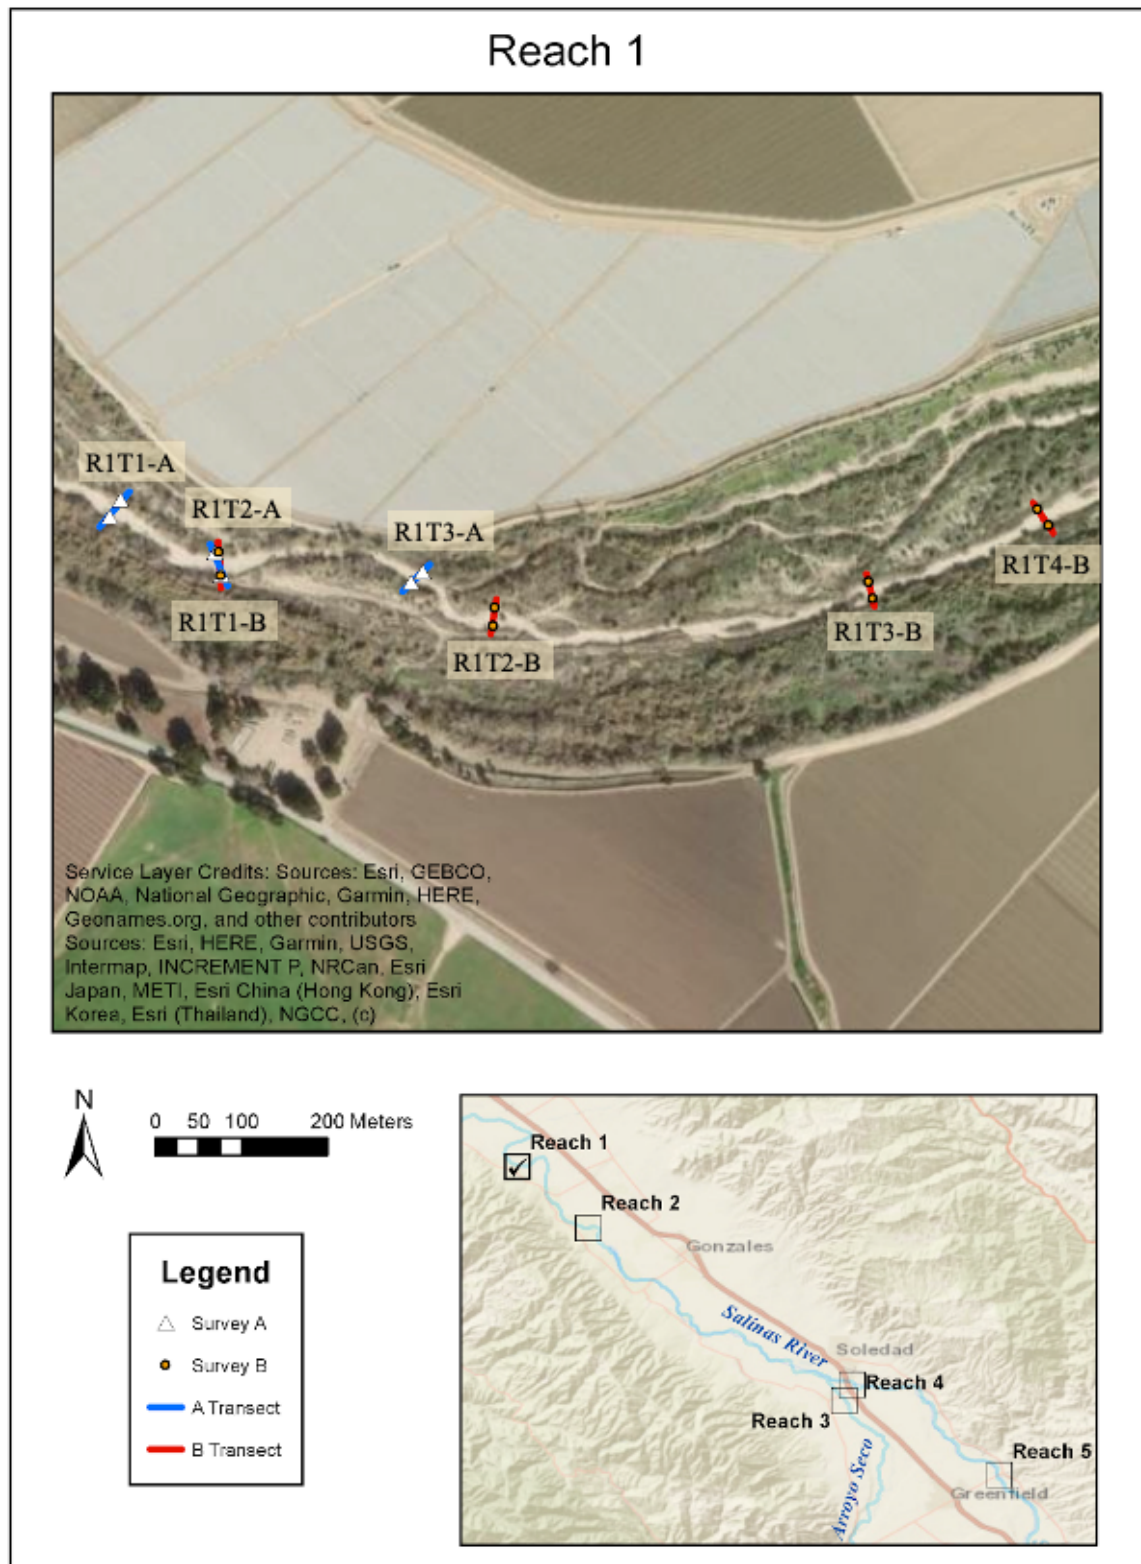 Reach 1
R1T1-A
R1T2-A
R1T3-A
R1T4-B
R1T1-B
R1T2-B
R1T3-B
Service Layer Credits: Sources: Esri, GEBCO,
NOAA, National Geographic, Garmin, HERE,
Geonames.org, and other contributors
Sources: Esri, HERE, Garmin, USGS,
Intermap, INCREMENT P, NRCan, Esri
Japan, METI, Esri China (Hong Kong), Esri
Korea, Esri (Thailand), NGCC, (c)
N
0 50 100 200 Meters
Legend
Survey A
Survey B
A Transect
B Transect
Reach 1
Reach 2
Gonzales
Salinas River
Soledad
Reach 4
Reach 3
Arroyo Seco
Reach 5
Greenfield